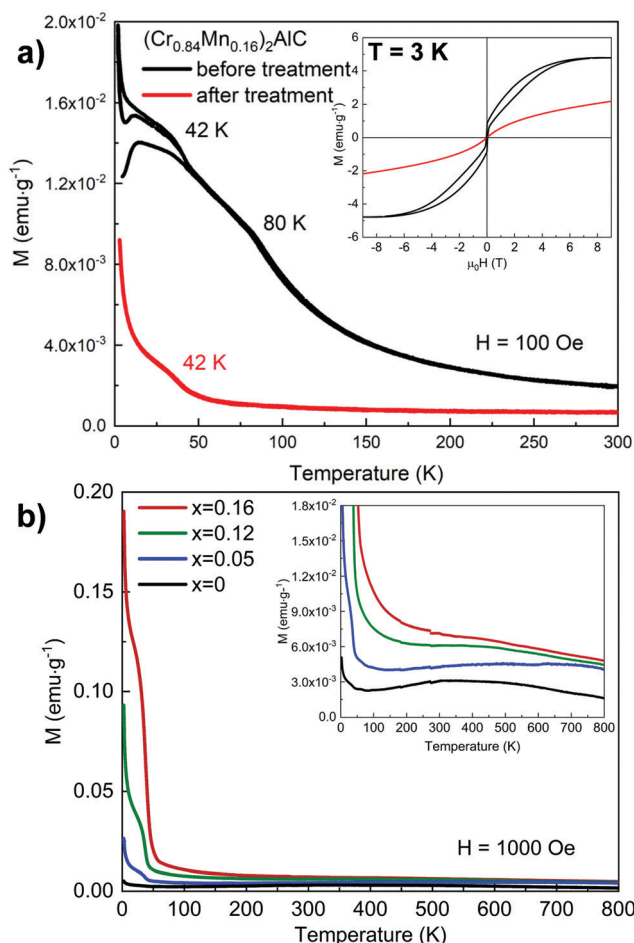 a)
(Cr0.84Mn0.16)2AlC
before treatment
after treatment
42 K
80 K
42 K
H = 100 Oe
M (emu·g⁻¹)
2.0x10⁻²
1.6x10⁻²
1.2x10⁻²
8.0x10⁻³
4.0x10⁻³
0.0
0 50 100 150 200 250 300
Temperature (K)
T = 3 K
M (emu·g⁻¹)
6
4
2
0
-2
-4
-6
-8 -6 -4 -2 0 2 4 6 8
μ₀H (T)
b)
x=0.16
x=0.12
x=0.05
x=0
H = 1000 Oe
M (emu·g⁻¹)
0.20
0.15
0.10
0.05
0.00
0 100 200 300 400 500 600 700 800
Temperature (K)
M (emu·g⁻¹)
1.8x10⁻²
1.5x10⁻²
1.2x10⁻²
9.0x10⁻³
6.0x10⁻³
3.0x10⁻³
0.0
0 100 200 300 400 500 600 700 800
Temperature (K)